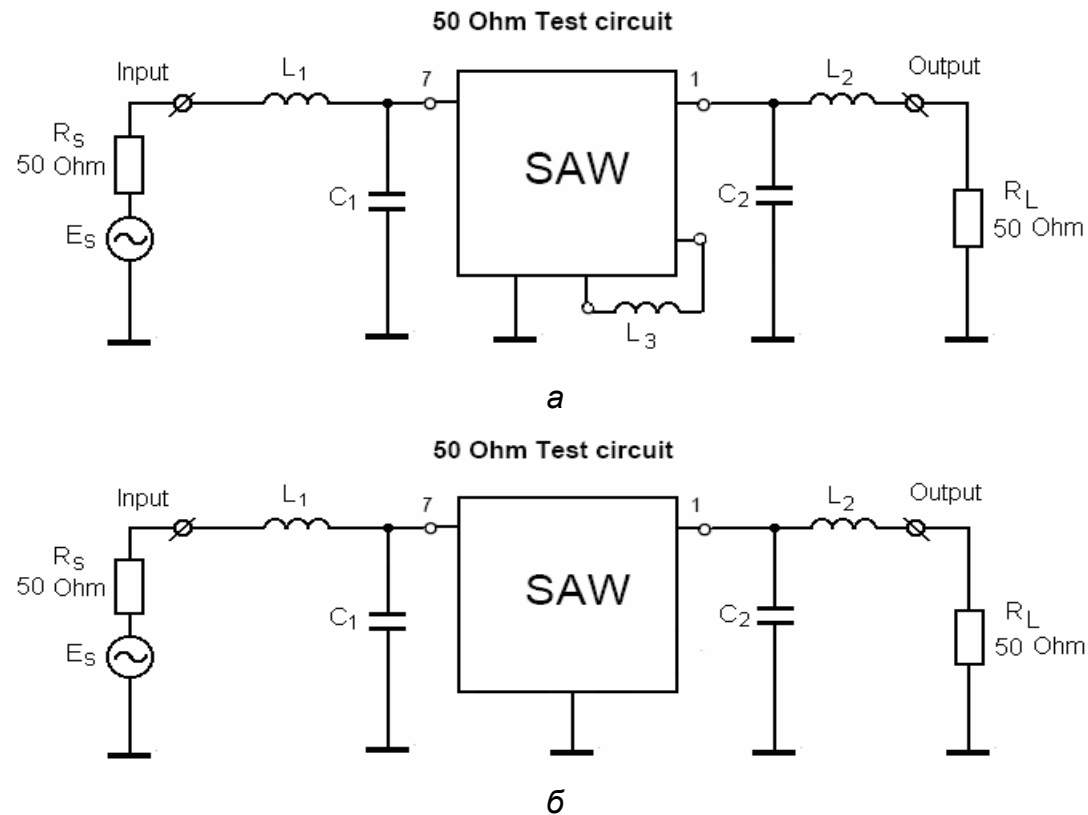 50 Ohm Test circuit
Input
L1
7
1
L2
Output
RS
50 Ohm
ES
C1
SAW
C2
RL
50 Ohm
L3
а
50 Ohm Test circuit
Input
L1
7
1
L2
Output
RS
50 Ohm
ES
C1
SAW
C2
RL
50 Ohm
б